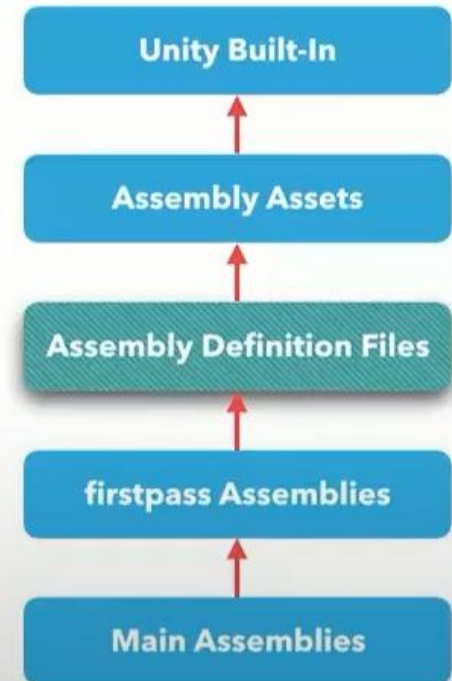 Unity Built-In
Assembly Assets
Assembly Definition Files
firstpass Assemblies
Main Assemblies